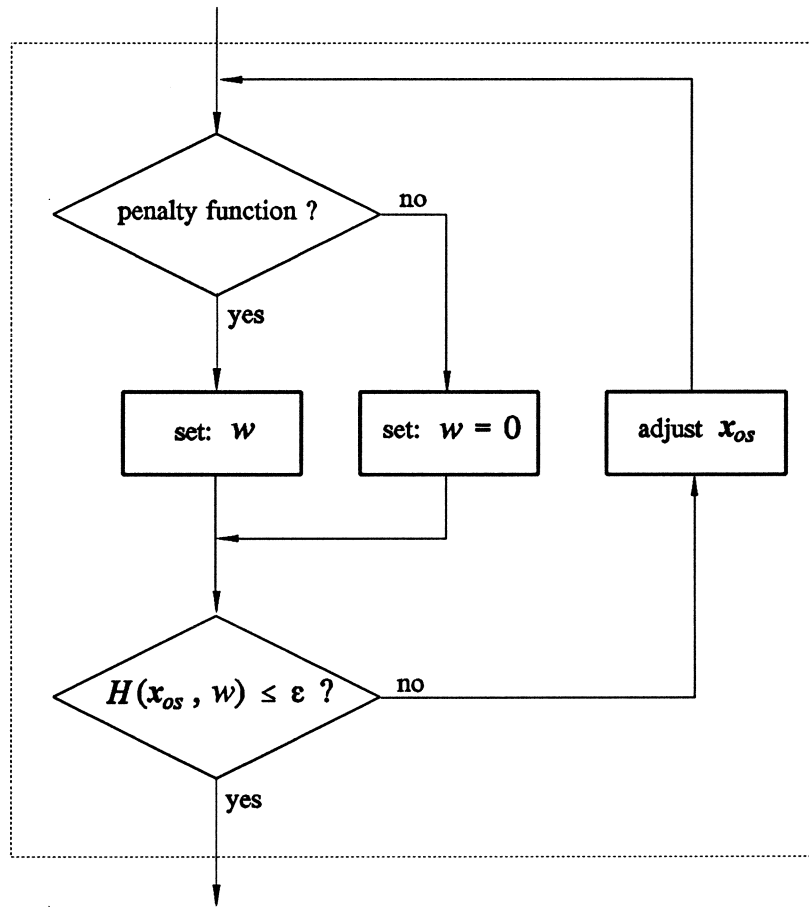 penalty function ?
no
yes
set: w
set: w = 0
adjust x_os
H(x_os , w) ≤ ε ?
no
yes